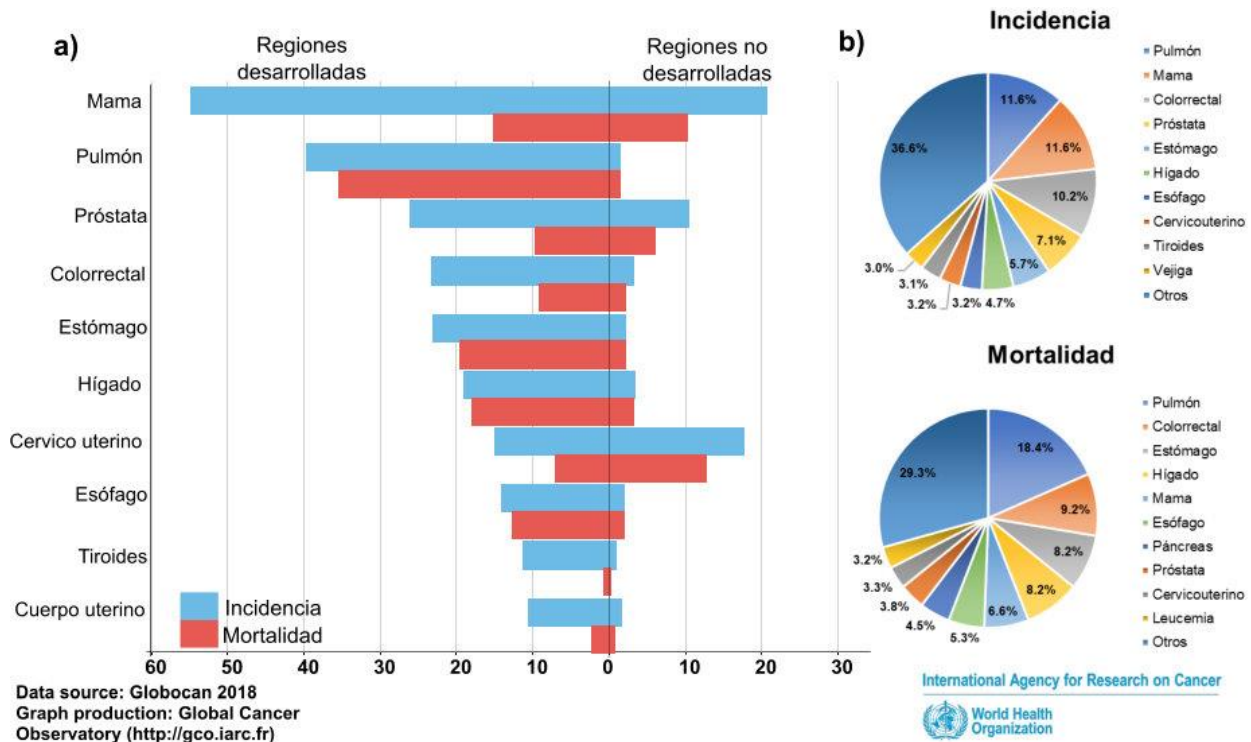 a)
Regiones
desarrolladas
Regiones no
desarrolladas
Mama
Pulmón
Próstata
Colorrectal
Estómago
Hígado
Cervico uterino
Esófago
Tiroides
Cuerpo uterino
Incidencia
Mortalidad
60 50 40 30 20 10 0 10 20 30
Data source: Globocan 2018
Graph production: Global Cancer
Observatory (http://gco.iarc.fr)
b)
Incidencia
11.6%
11.6%
10.2%
7.1%
5.7%
4.7%
3.2%
3.2%
3.1%
3.0%
36.6%
Pulmón
Mama
Colorrectal
Próstata
Estómago
Hígado
Esófago
Cervicouterino
Tiroides
Vejiga
Otros
Mortalidad
18.4%
9.2%
8.2%
8.2%
6.6%
5.3%
4.5%
3.8%
3.3%
3.2%
29.3%
Pulmón
Colorrectal
Estómago
Hígado
Mama
Esófago
Páncreas
Próstata
Cervicouterino
Leucemia
Otros
International Agency for Research on Cancer
World Health
Organization